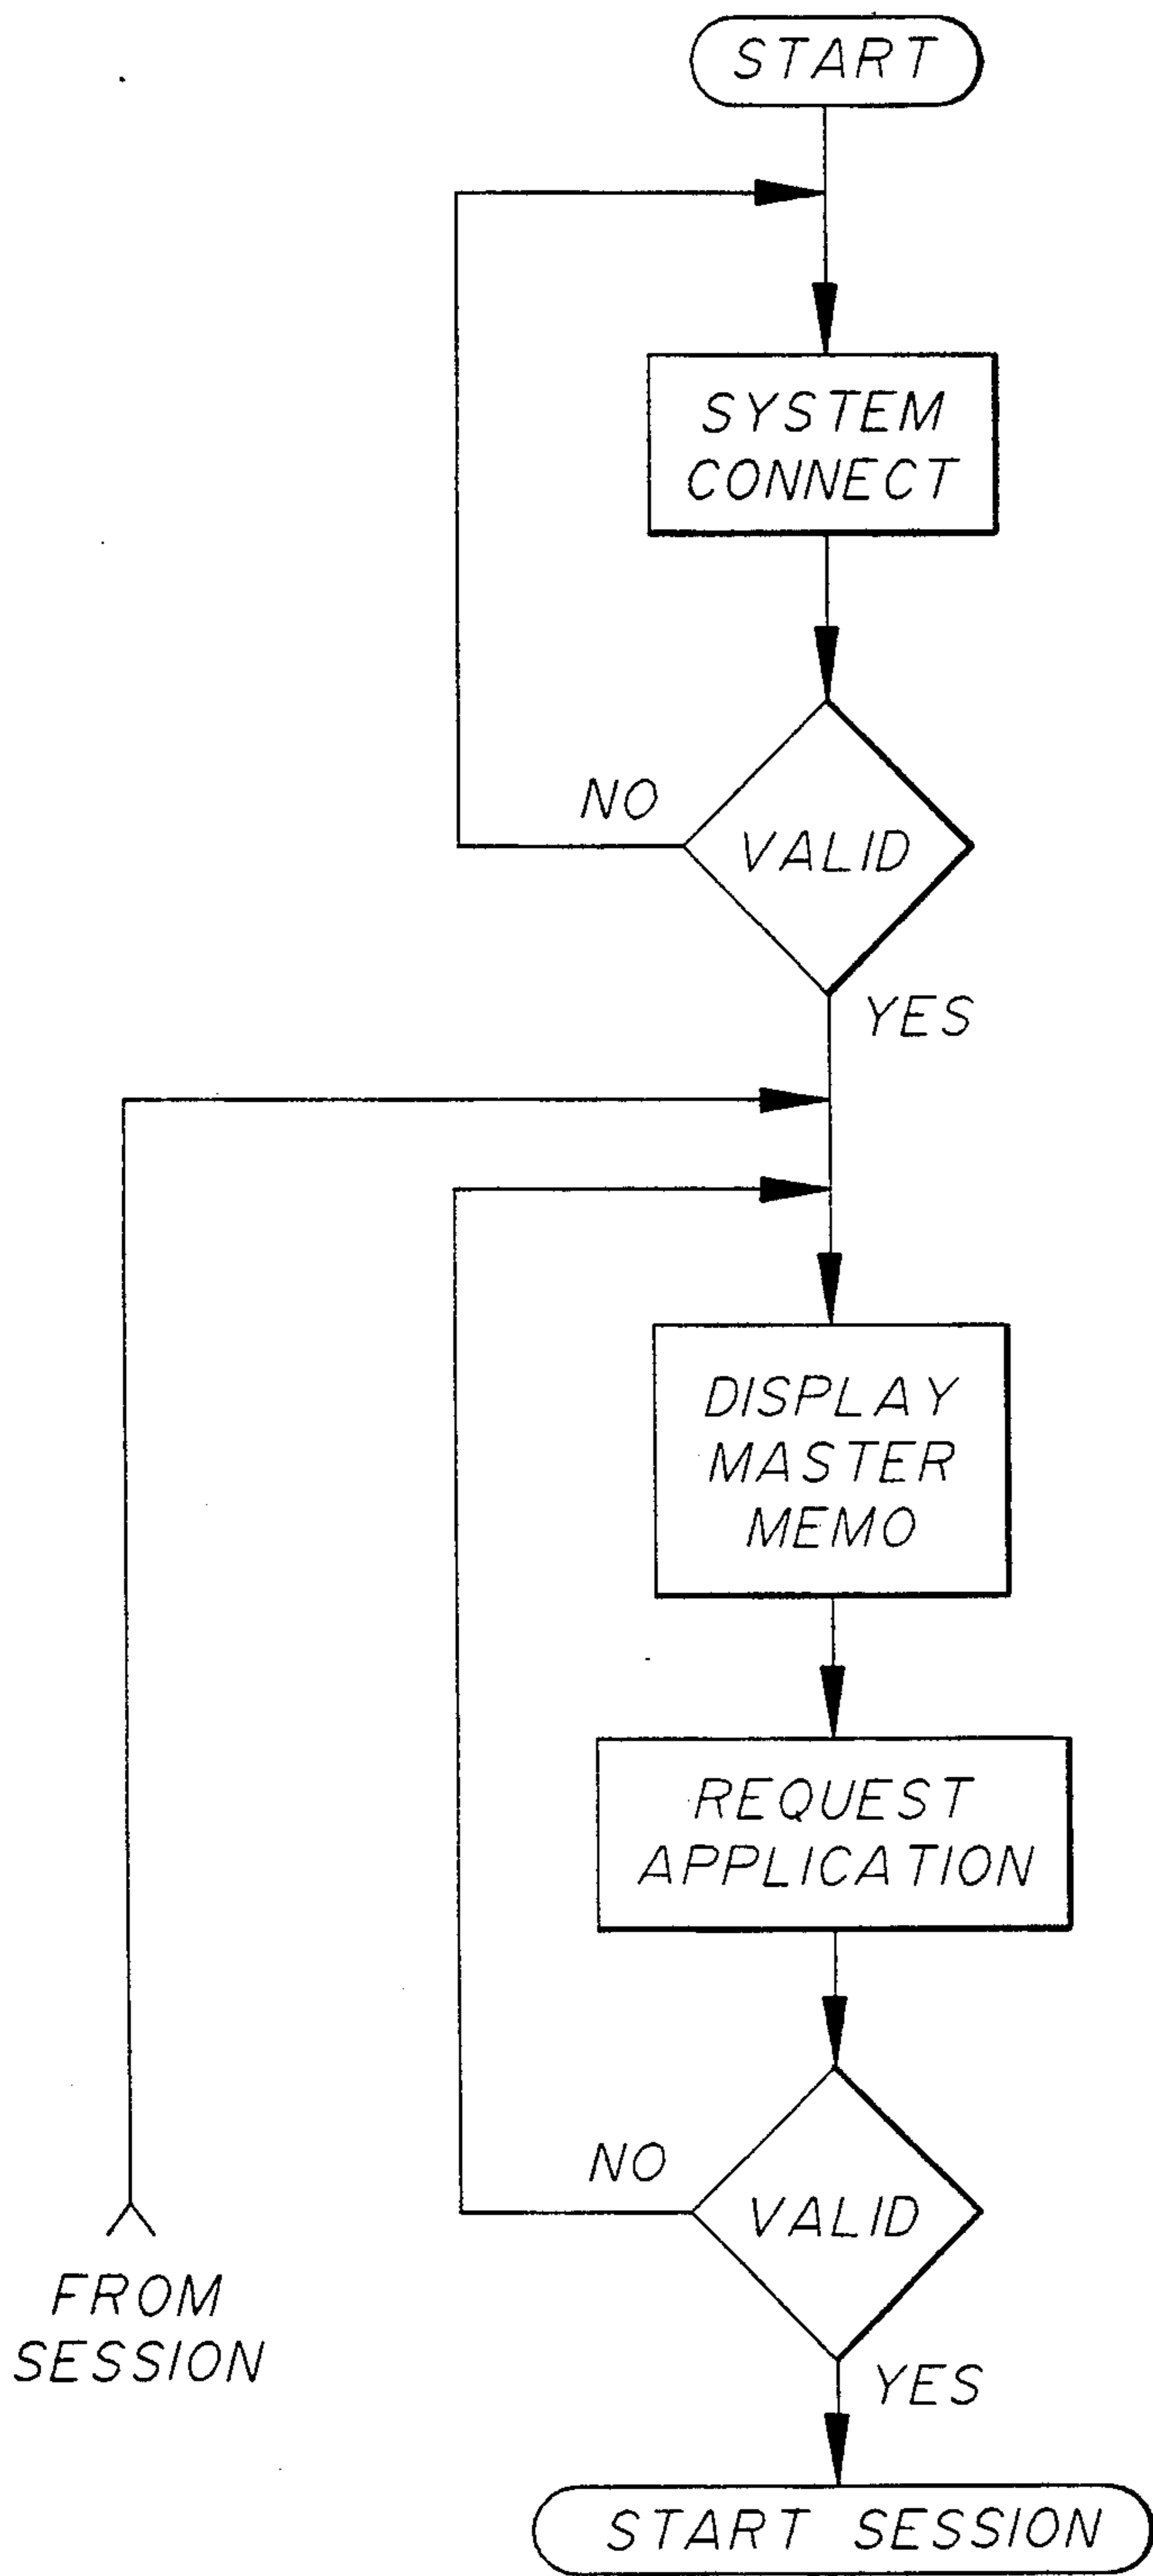 START
SYSTEM
CONNECT
NO
VALID
YES
DISPLAY
MASTER
MEMO
REQUEST
APPLICATION
NO
VALID
FROM
SESSION
YES
START SESSION